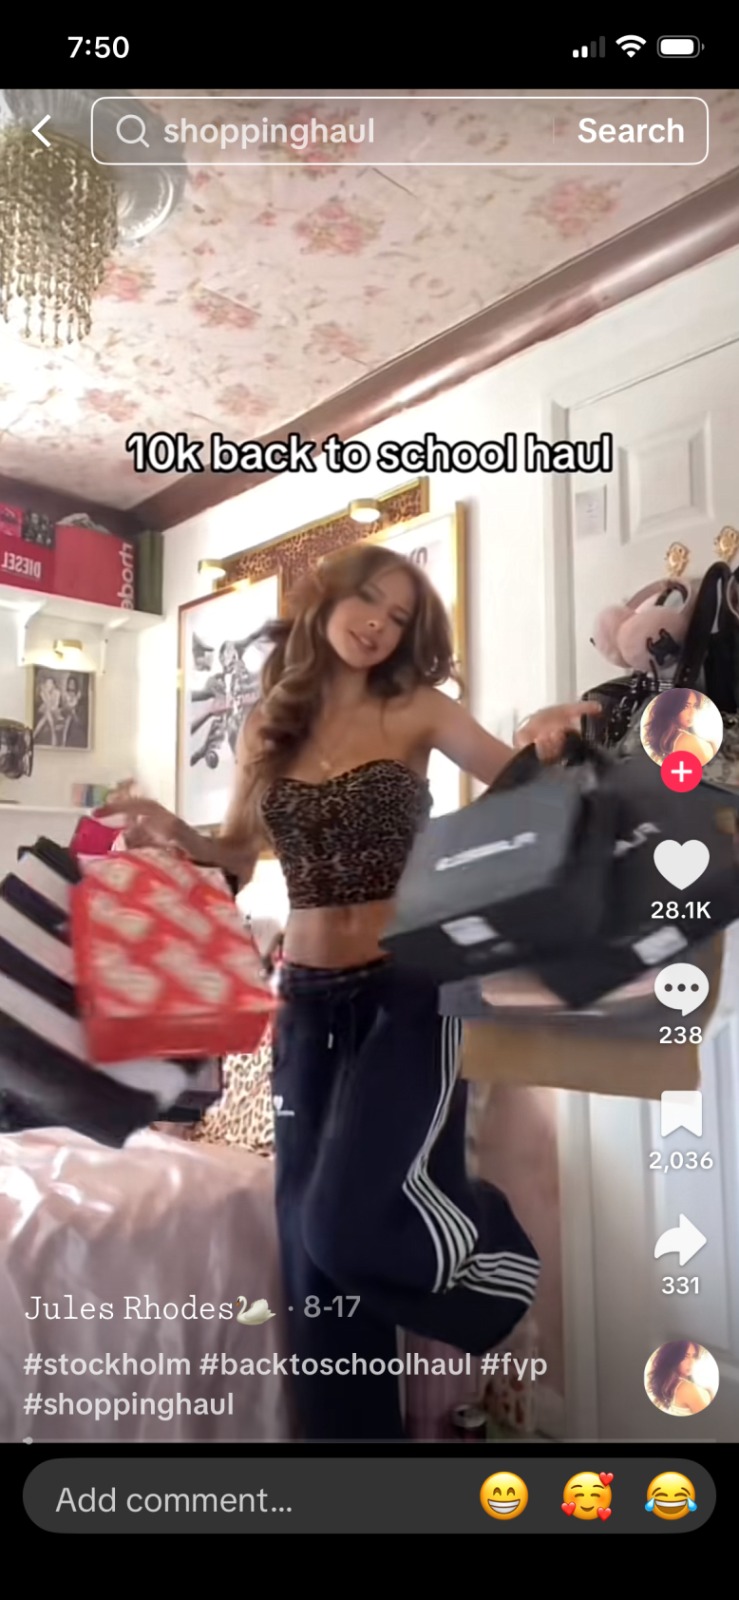 7:50
shoppinghaul
Search
10k back to school haul
DIESEL
28.1K
238
2,036
331
Jules Rhodes🦢 · 8-17
#stockholm #backtoschoolhaul #fyp
#shoppinghaul
Add comment...